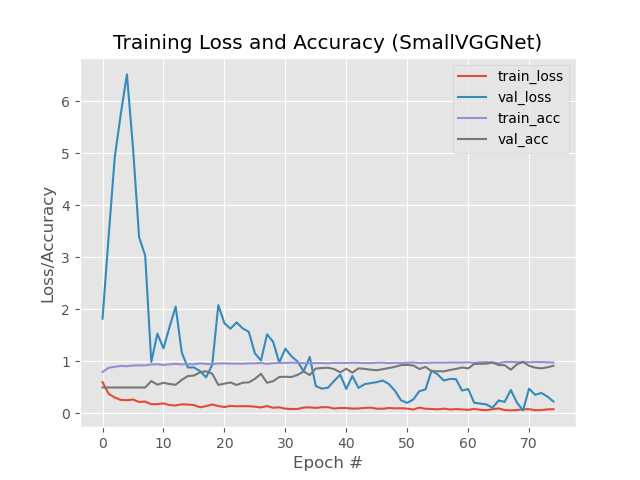 Training Loss and Accuracy (SmallVGGNet)
train_loss
val_loss
train_acc
val_acc
Loss/Accuracy
6
5
4
3
2
1
0
0 10 20 30 40 50 60 70
Epoch #